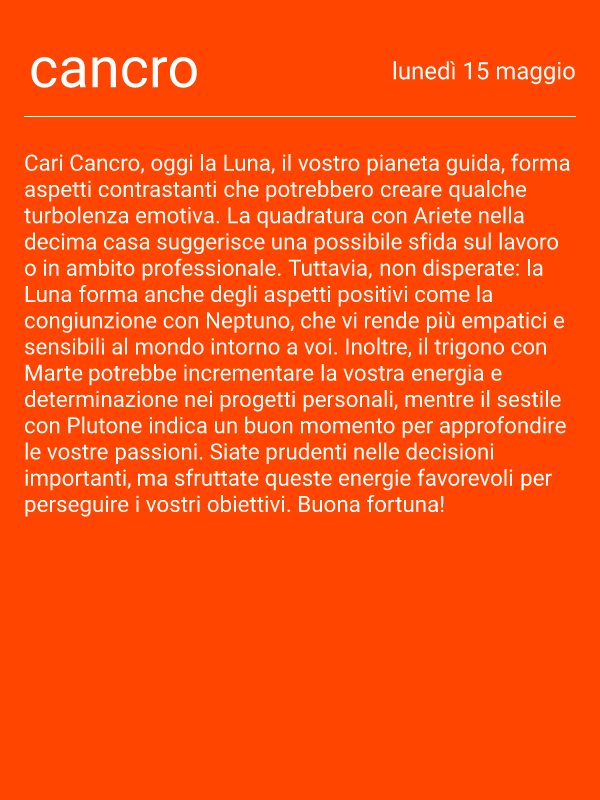 cancro
lunedì 15 maggio
Cari Cancro, oggi la Luna, il vostro pianeta guida, forma
aspetti contrastanti che potrebbero creare qualche
turbolenza emotiva. La quadratura con Ariete nella
decima casa suggerisce una possibile sfida sul lavoro
o in ambito professionale. Tuttavia, non disperate: la
Luna forma anche degli aspetti positivi come la
congiunzione con Neptuno, che vi rende più empatici e
sensibili al mondo intorno a voi. Inoltre, il trigono con
Marte potrebbe incrementare la vostra energia e
determinazione nei progetti personali, mentre il sestile
con Plutone indica un buon momento per approfondire
le vostre passioni. Siate prudenti nelle decisioni
importanti, ma sfruttate queste energie favorevoli per
perseguire i vostri obiettivi. Buona fortuna!